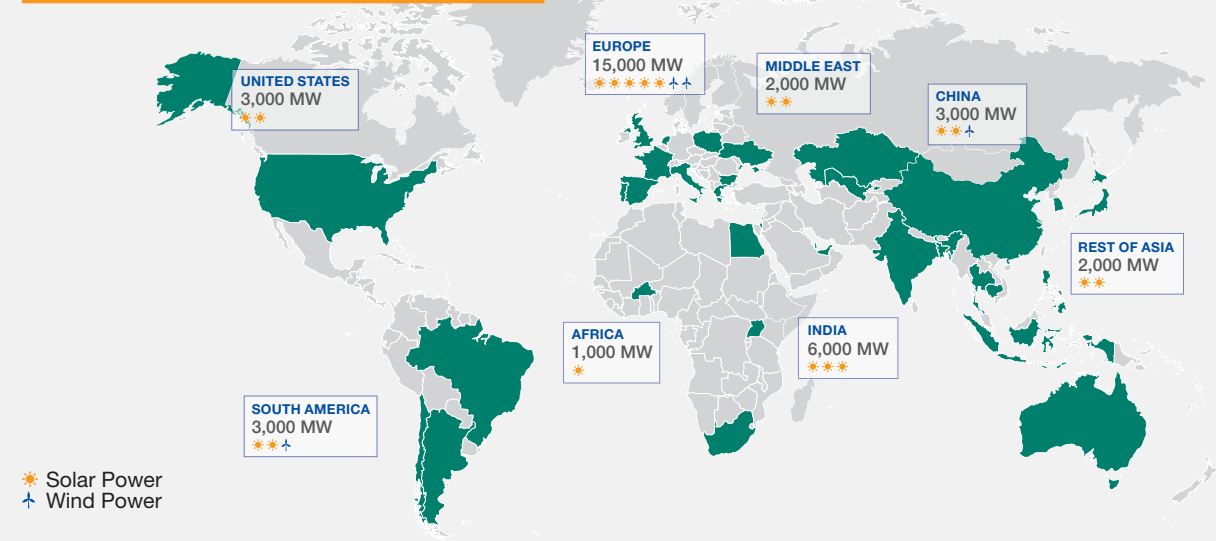 UNITED STATES
3,000 MW
EUROPE
15,000 MW
MIDDLE EAST
2,000 MW
CHINA
3,000 MW
REST OF ASIA
2,000 MW
AFRICA
1,000 MW
INDIA
6,000 MW
SOUTH AMERICA
3,000 MW
Solar Power
Wind Power